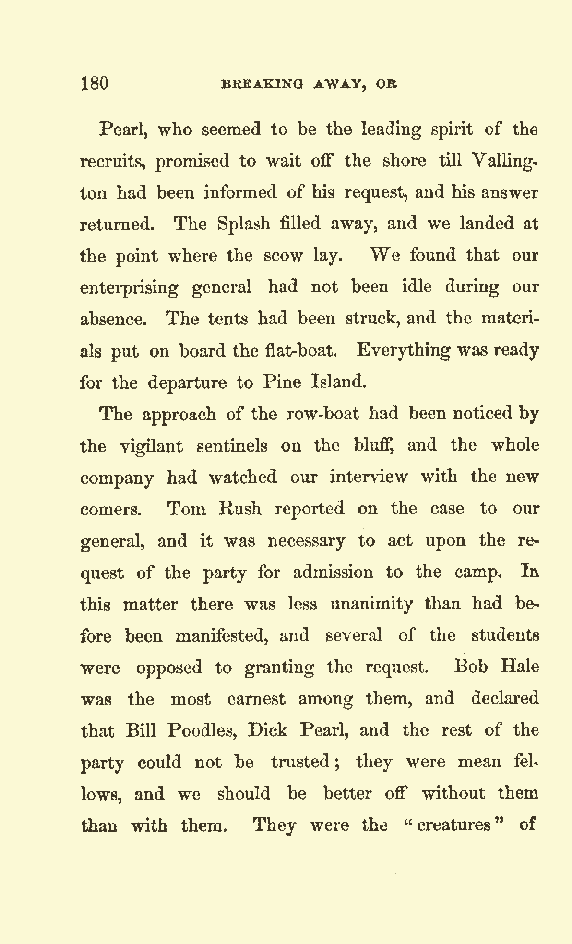 180 BREAKING AWAY, OR
Pearl, who seemed to be the leading spirit of the
recruits, promised to wait off the shore till Valling-
ton had been informed of his request, and his answer
returned. The Splash filled away, and we landed at
the point where the scow lay. We found that our
enterprising general had not been idle during our
absence. The tents had been struck, and the materi-
als put on board the flat-boat. Everything was ready
for the departure to Pine Island.
The approach of the row-boat had been noticed by
the vigilant sentinels on the bluff, and the whole
company had watched our interview with the new
comers. Tom Rush reported on the case to our
general, and it was necessary to act upon the re-
quest of the party for admission to the camp. In
this matter there was less unanimity than had be-
fore been manifested, and several of the students
were opposed to granting the request. Bob Hale
was the most earnest among them, and declared
that Bill Poodles, Dick Pearl, and the rest of the
party could not be trusted; they were mean fel-
lows, and we should be better off without them
than with them. They were the "creatures" of